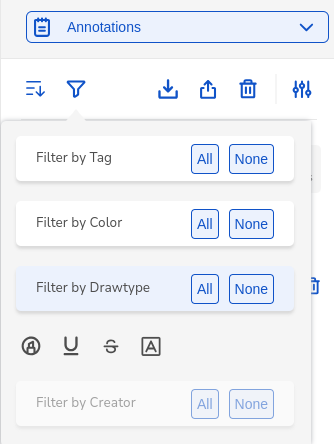 Annotations
Filter by Tag All None
Filter by Color All None
Filter by Drawtype All None
Filter by Creator All None